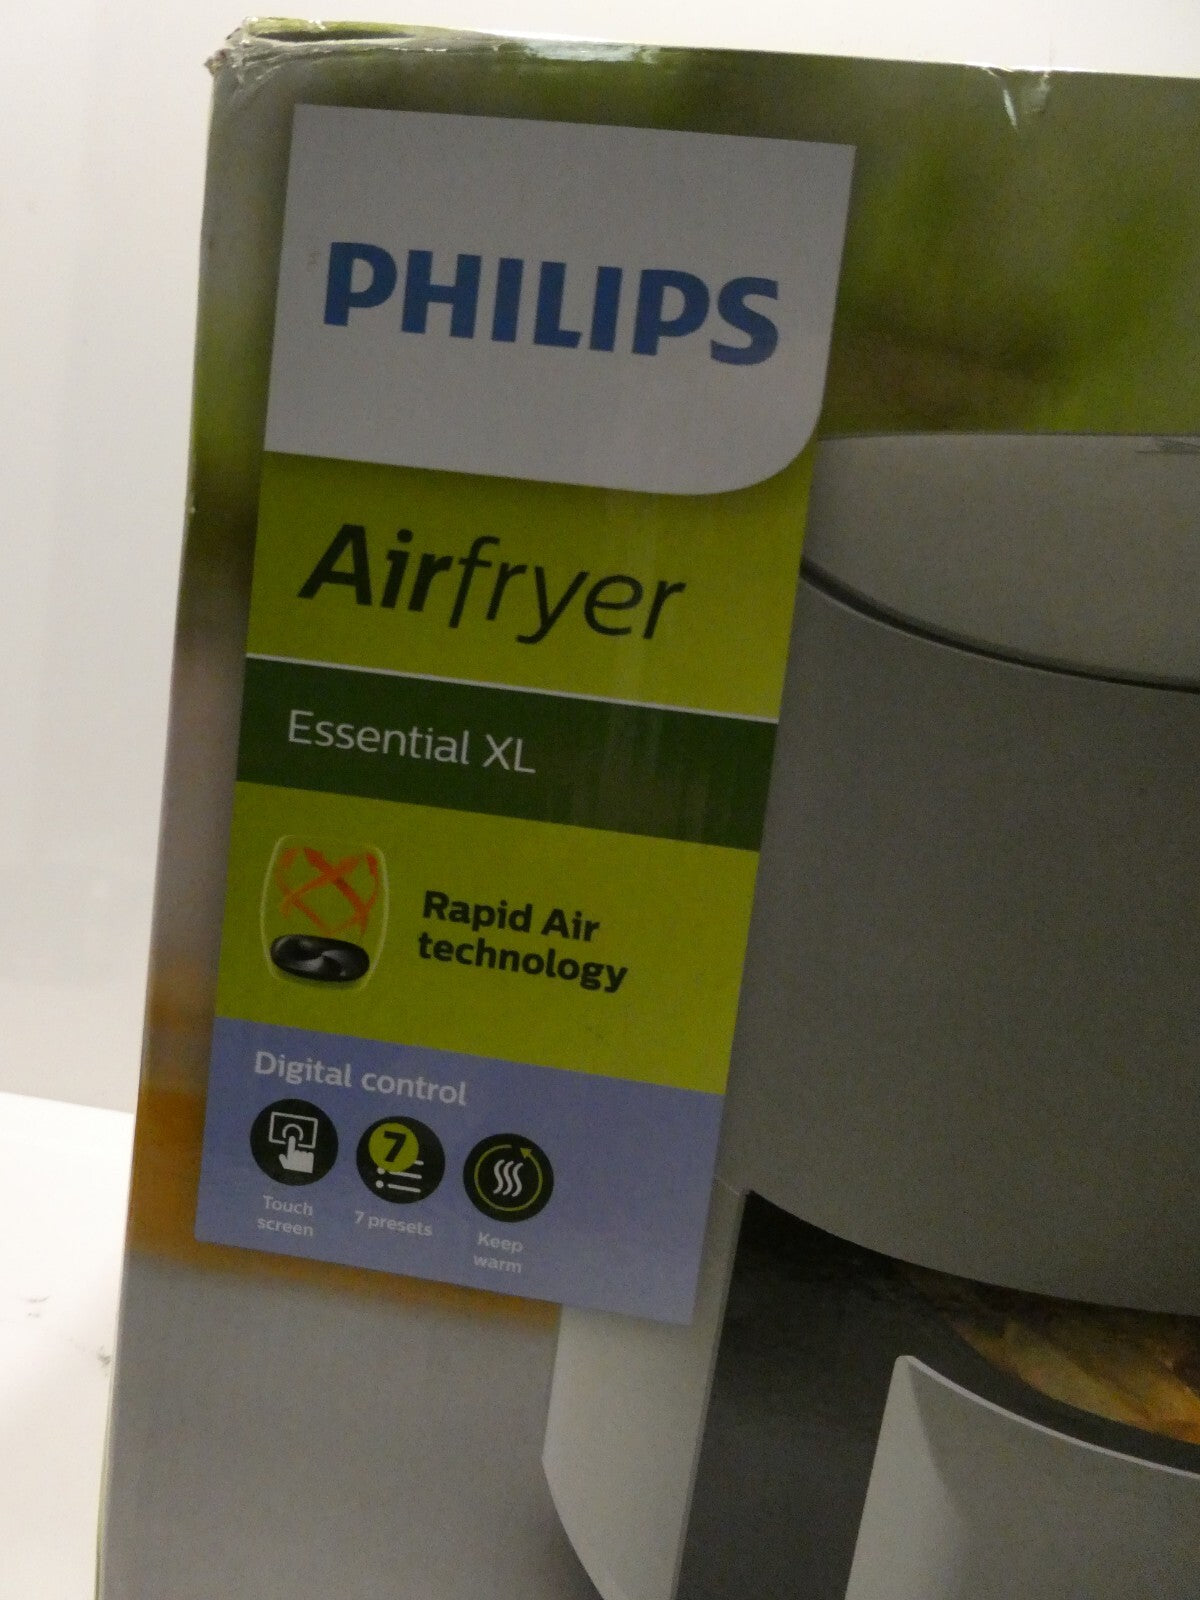 PHILIPS
Airfryer
Essential XL
Rapid Air
technology
Digital control
Touch
screen
7
7 presets
Keep
warm